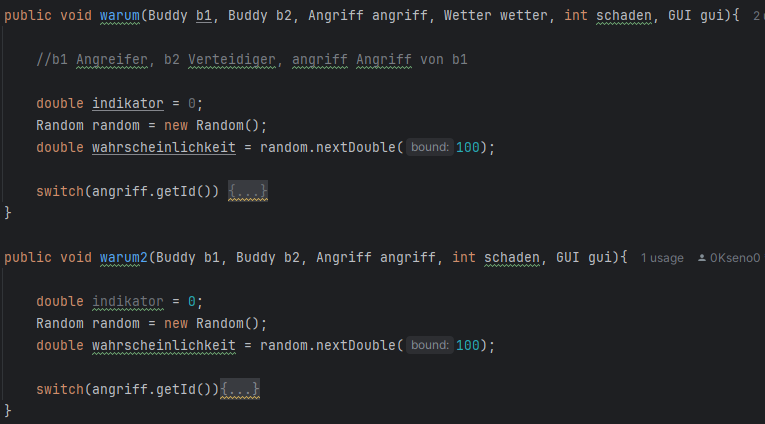 public void warum(Buddy b1, Buddy b2, Angriff angriff, Wetter wetter, int schaden, GUI gui){ 2
//b1 Angreifer, b2 Verteidiger, angriff Angriff von b1
double indikator = 0;
Random random = new Random();
double wahrscheinlichkeit = random.nextDouble( bound: 100);
switch(angriff.getId()) {...}
}
public void warum2(Buddy b1, Buddy b2, Angriff angriff, int schaden, GUI gui){ 1 usage 0Kseno0
double indikator = 0;
Random random = new Random();
double wahrscheinlichkeit = random.nextDouble( bound: 100);
switch(angriff.getId()){...}
}